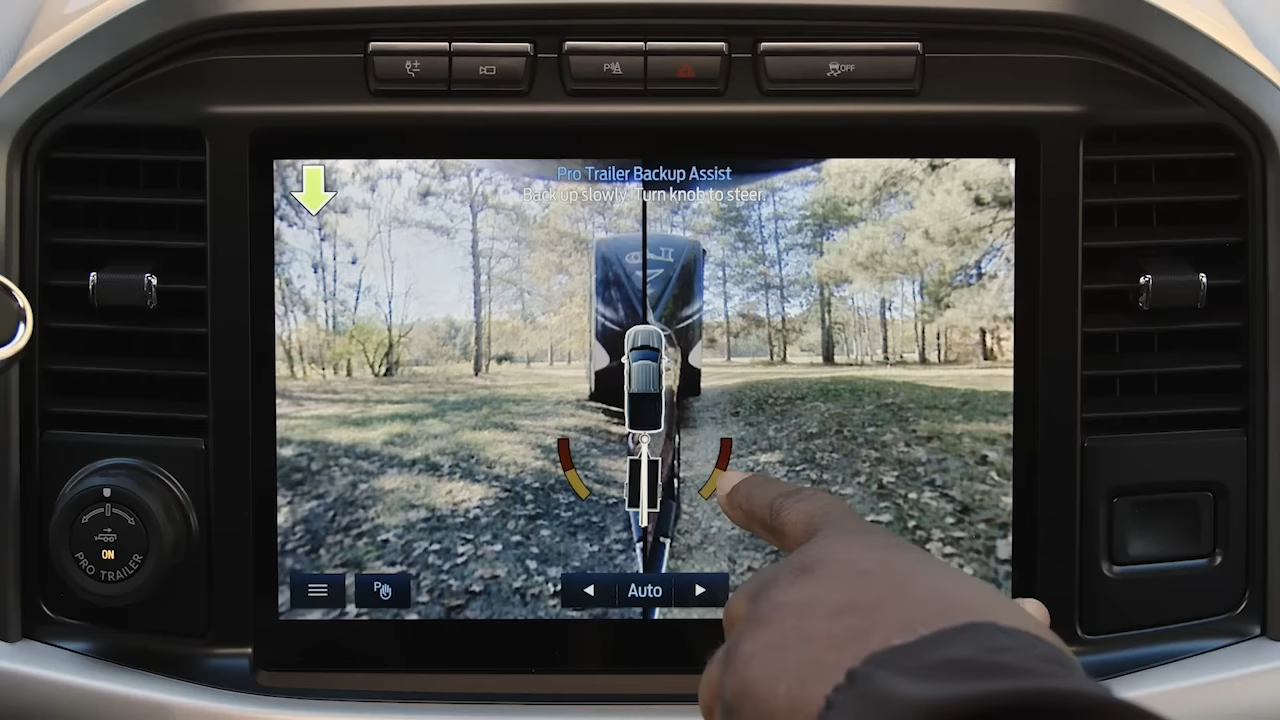 OFF
Pro Trailer Backup Assist
Back up slowly. Turn knob to steer.
ON
PRO TRAILER
P
Auto